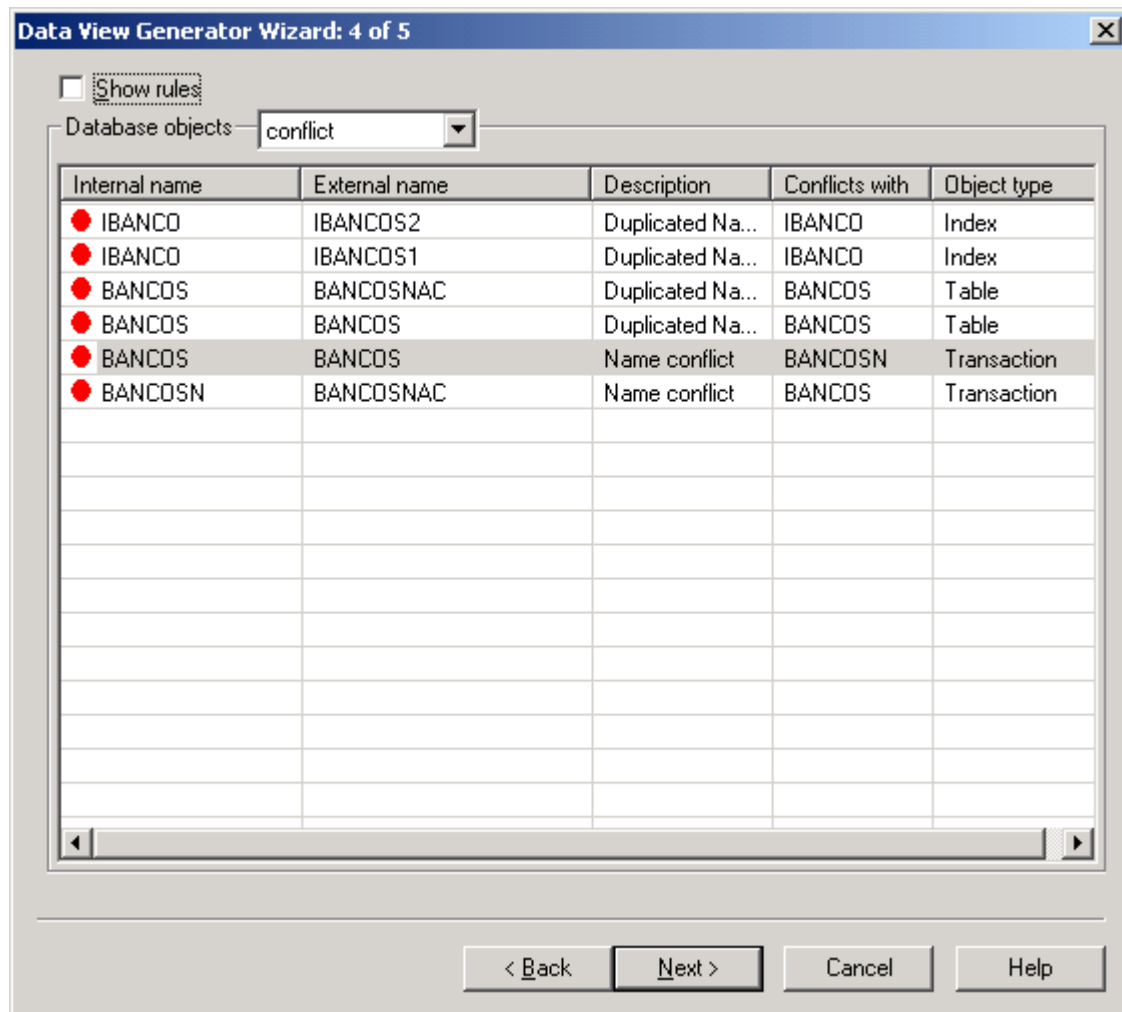 Data View Generator Wizard: 4 of 5
Show rules
Database objects conflict
Internal name External name Description Conflicts with Object type
IBANCO IBANCOS2 Duplicated Na... IBANCO Index
IBANCO IBANCOS1 Duplicated Na... IBANCO Index
BANCOS BANCOSNAC Duplicated Na... BANCOS Table
BANCOS BANCOS Duplicated Na... BANCOS Table
BANCOS BANCOS Name conflict BANCOSN Transaction
BANCOSN BANCOSNAC Name conflict BANCOS Transaction
< Back Next > Cancel Help